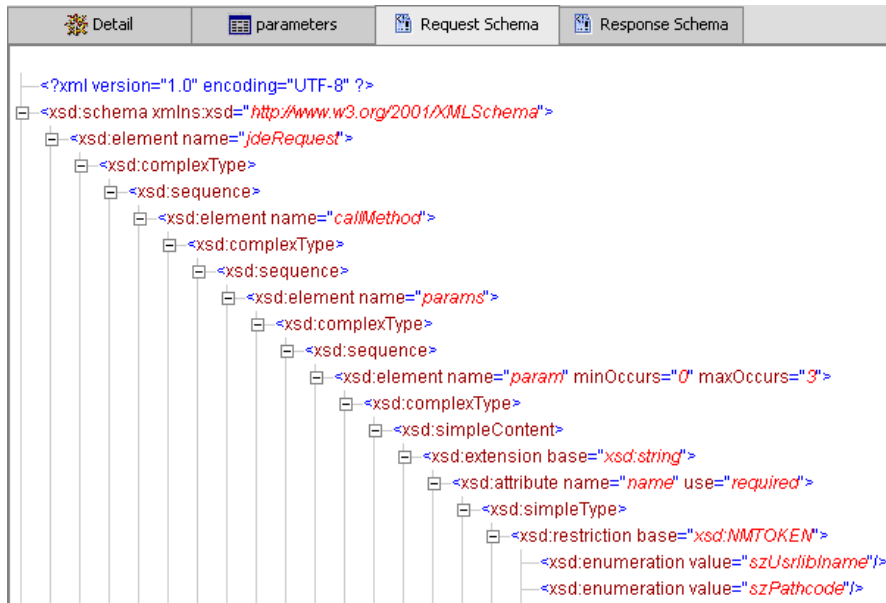 Detail parameters Request Schema Response Schema
<?xml version="1.0" encoding="UTF-8" ?>
<xsd:schema xmlns:xsd="http://www.w3.org/2001/XMLSchema">
<xsd:element name="jdeRequest">
<xsd:complexType>
<xsd:sequence>
<xsd:element name="callMethod">
<xsd:complexType>
<xsd:sequence>
<xsd:element name="params">
<xsd:complexType>
<xsd:sequence>
<xsd:element name="param" minOccurs="0" maxOccurs="3">
<xsd:complexType>
<xsd:simpleContent>
<xsd:extension base="xsd:string">
<xsd:attribute name="name" use="required">
<xsd:simpleType>
<xsd:restriction base="xsd:NMTOKEN">
<xsd:enumeration value="szUsrliblname"/>
<xsd:enumeration value="szPathcode"/>